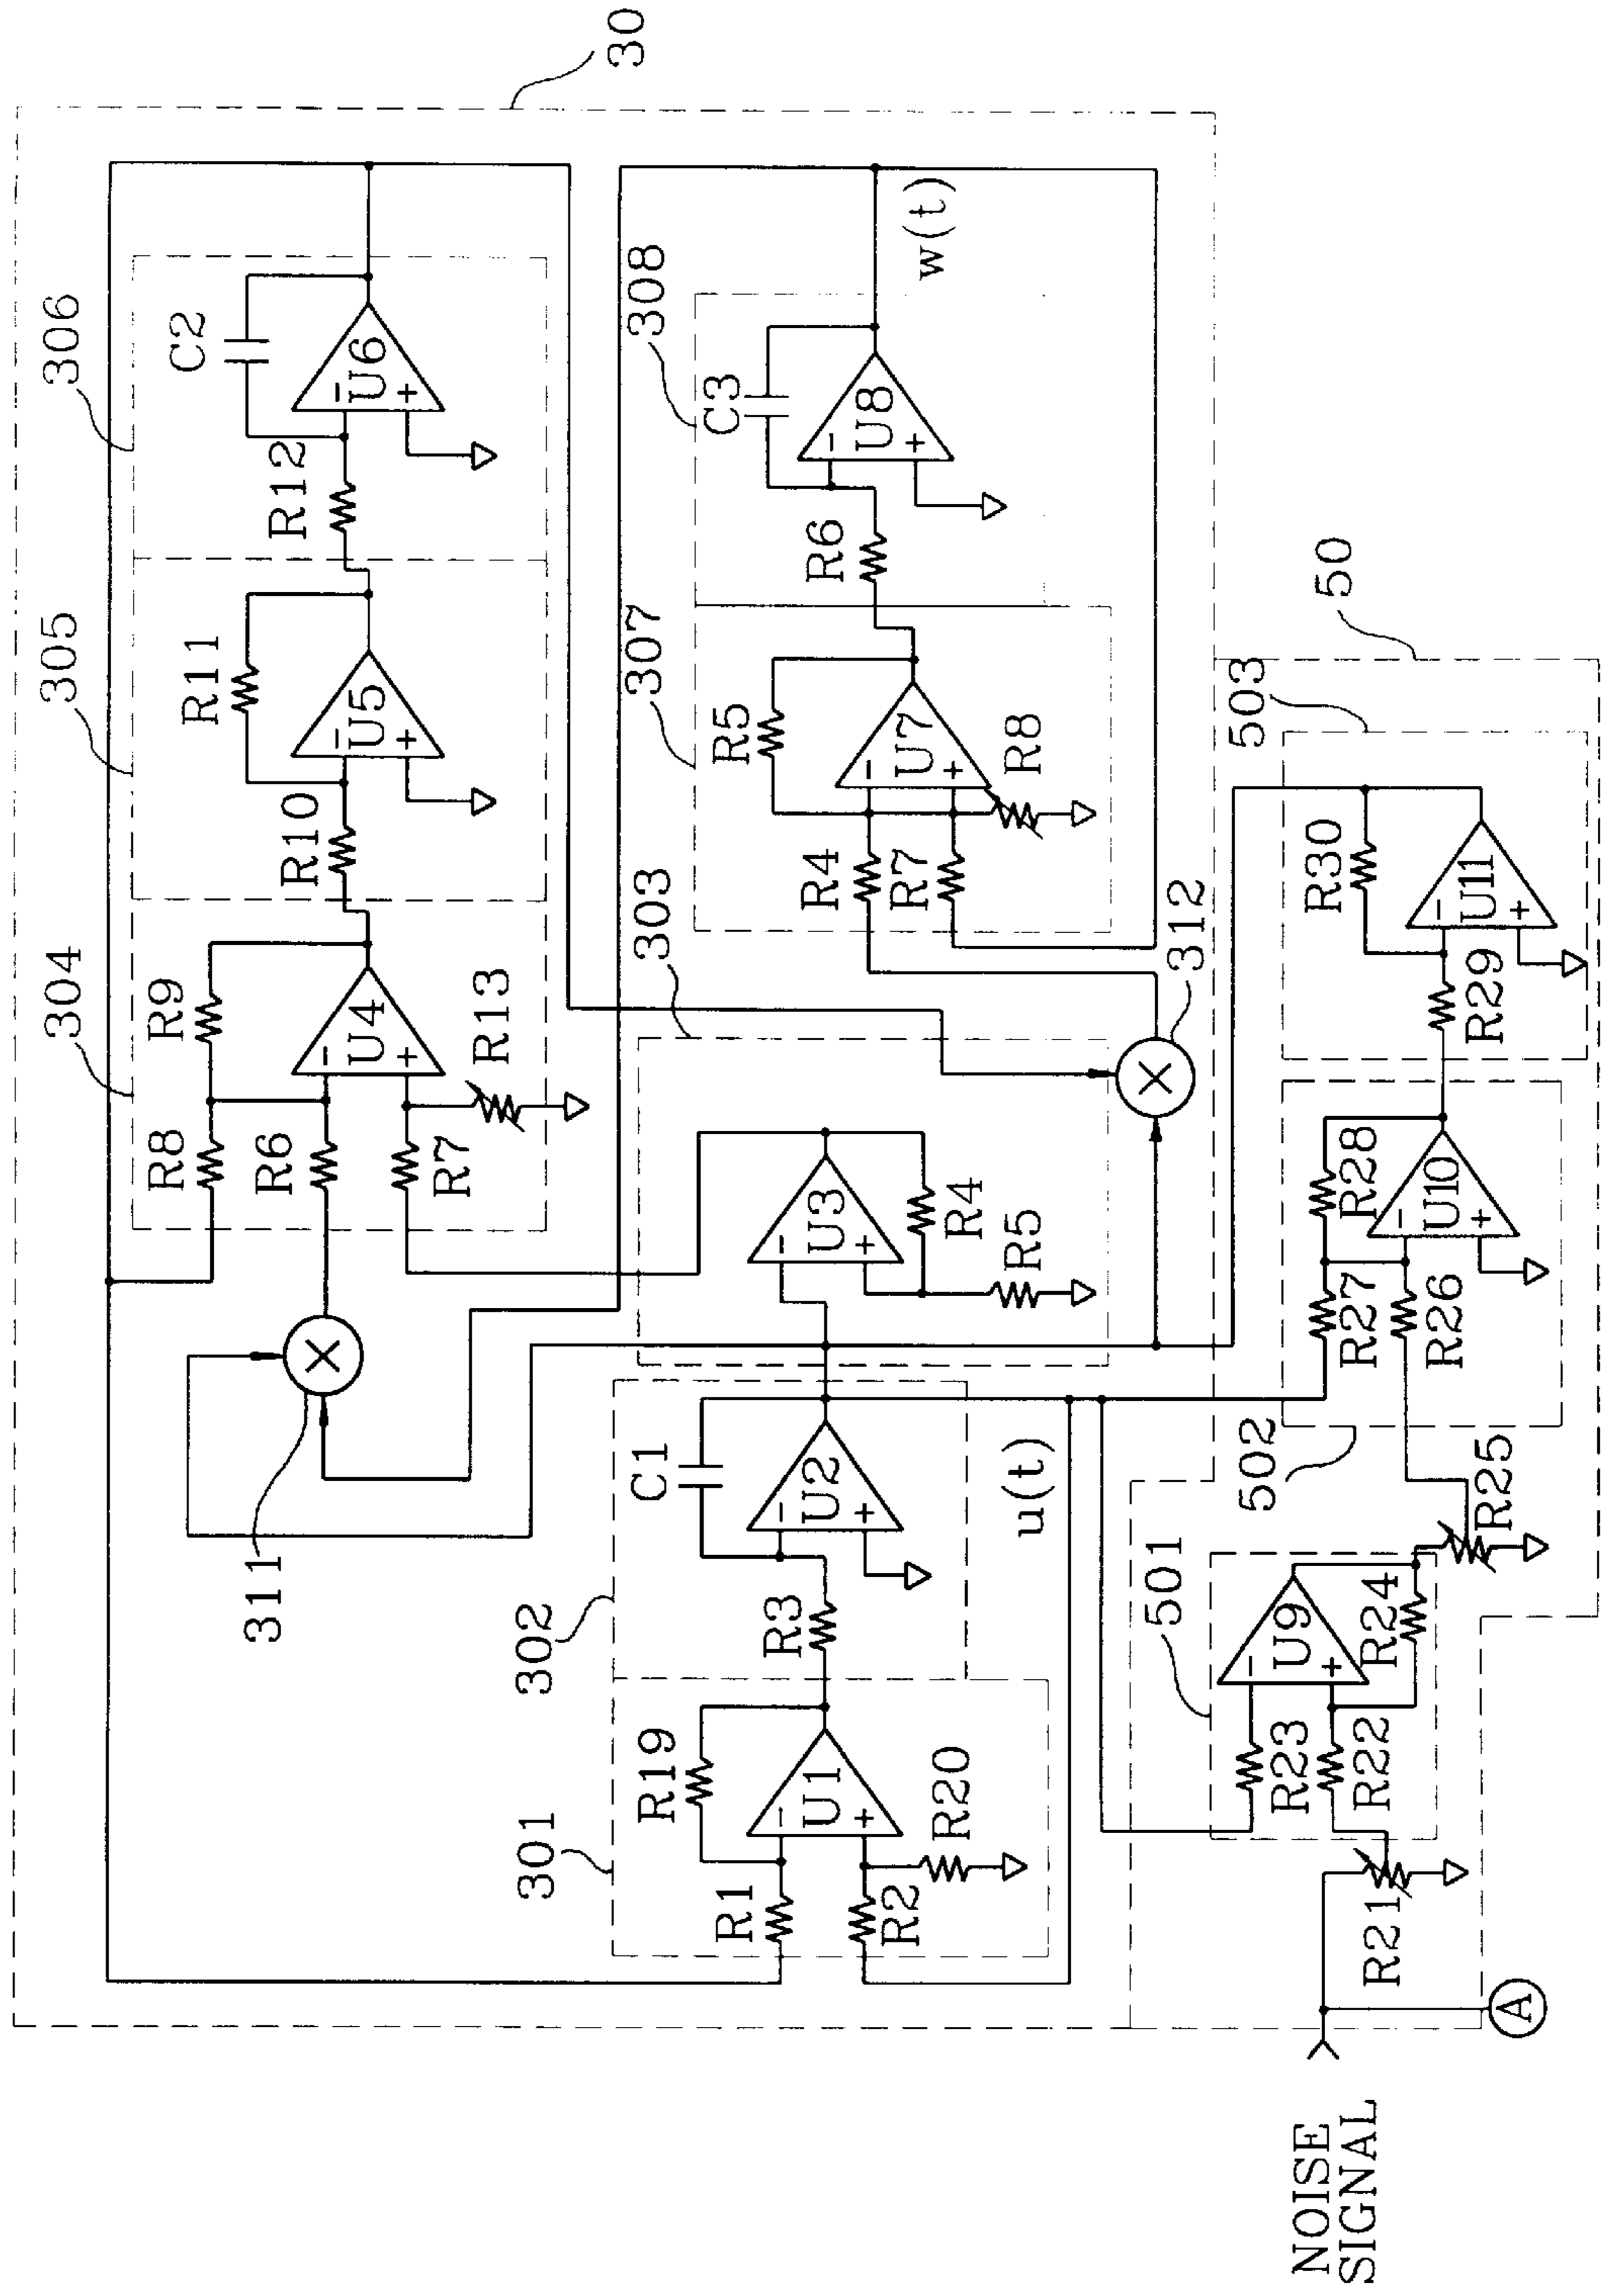 30
306
C2
U6
R12
305
R11
U5
R10
304
R9
U4
R13
R8
R6
R7
311
308
C3
w(t)
U8
R6
307
R5
U7
R8
R4
R7
303
312
U3
R4
R5
302
C1
U2
R3
u(t)
301
R19
U1
R20
R1
R2
50
503
R30
U11
R29
502
R28
U10
R27
R26
R25
501
U9
R24
R23
R22
R21
A
NOISE
SIGNAL